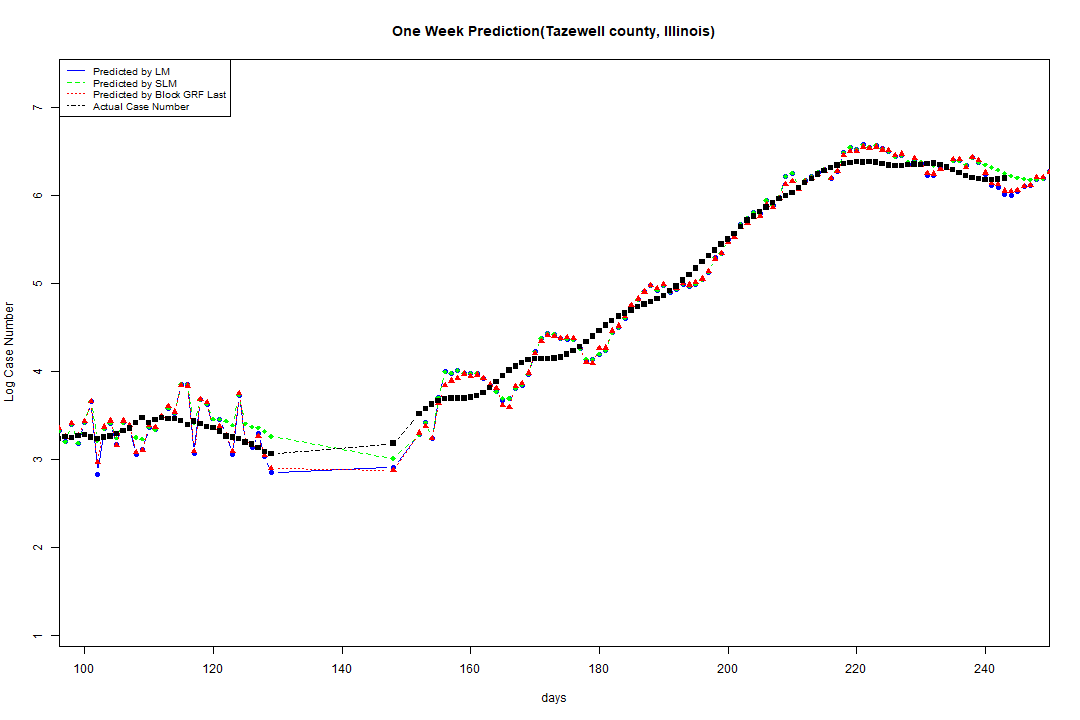 One Week Prediction(Tazewell county, Illinois)
Predicted by LM
Predicted by SLM
Predicted by Block GRF Last
Actual Case Number
Log Case Number
7
6
5
4
3
2
1
100 120 140 160 180 200 220 240
days